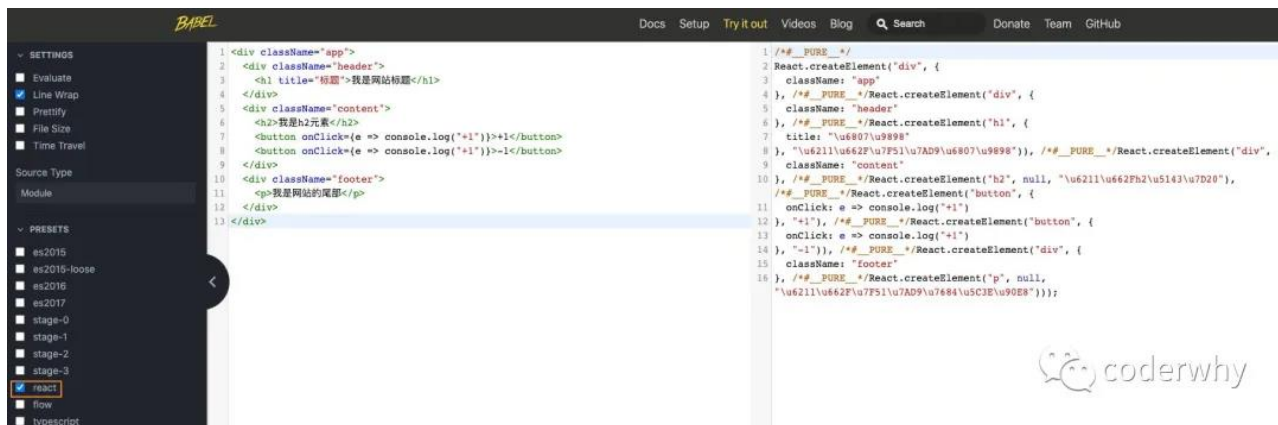 BABEL
Docs Setup Try it out Videos Blog Search Donate Team GitHub
SETTINGS
Evaluate
Line Wrap
Prettify
File Size
Time Travel
Source Type
Module
PRESETS
es2015
es2015-loose
es2016
es2017
stage-0
stage-1
stage-2
stage-3
react
flow
typescript
1 <div className="app">
2 <div className="header">
3 <h1 title="标题">我是网站标题</h1>
4 </div>
5 <div className="content">
6 <h2>我是h2元素</h2>
7 <button onClick={e => console.log("+1")}>+1</button>
8 <button onClick={e => console.log("+1")}>-1</button>
9 </div>
10 <div className="footer">
11 <p>我是网站的尾部</p>
12 </div>
13 </div>
1 /*#__PURE__*/
2 React.createElement("div", {
3 className: "app"
4 }, /*#__PURE__*/React.createElement("div", {
5 className: "header"
6 }, /*#__PURE__*/React.createElement("h1", {
7 title: "\u6807\u9898"
8 }, "\u6211\u662F\u7F51\u7AD9\u6807\u9898")), /*#__PURE__*/React.createElement("div", {
9 className: "content"
10 }, /*#__PURE__*/React.createElement("h2", null, "\u6211\u662Fh2\u5143\u7D20"),
/*#__PURE__*/React.createElement("button", {
11 onClick: e => console.log("+1")
12 }, "+1"), /*#__PURE__*/React.createElement("button", {
13 onClick: e => console.log("+1")
14 }, "-1")), /*#__PURE__*/React.createElement("div", {
15 className: "footer"
16 }, /*#__PURE__*/React.createElement("p", null,
"\u6211\u662F\u7F51\u7AD9\u7684\u5C3E\u90E8")));
coderwhy